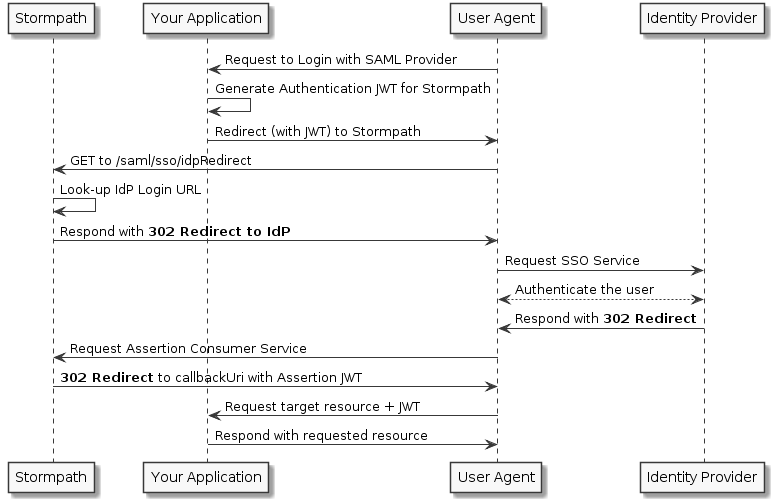 Stormpath
Your Application
User Agent
Identity Provider
Request to Login with SAML Provider
Generate Authentication JWT for Stormpath
Redirect (with JWT) to Stormpath
GET to /saml/sso/idpRedirect
Look-up IdP Login URL
Respond with 302 Redirect to IdP
Request SSO Service
Authenticate the user
Respond with 302 Redirect
Request Assertion Consumer Service
302 Redirect to callbackUri with Assertion JWT
Request target resource + JWT
Respond with requested resource
Stormpath
Your Application
User Agent
Identity Provider